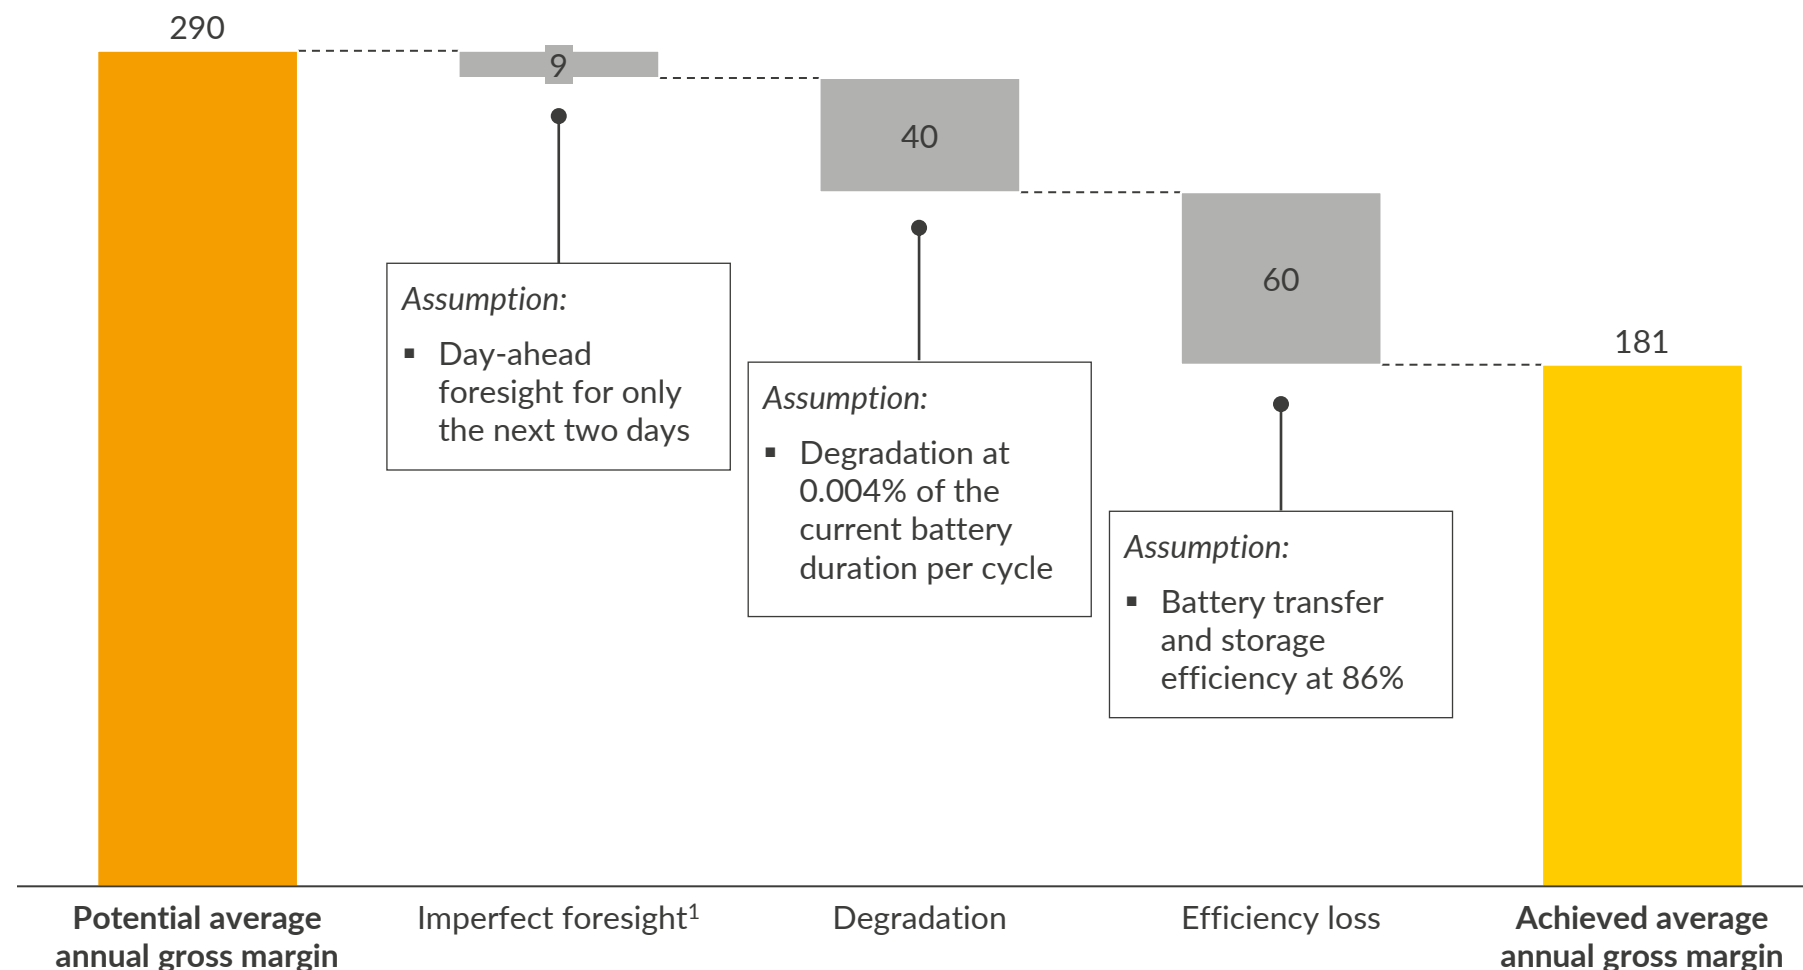 290
9
40
60
181
Assumption:
▪ Day-ahead
foresight for only
the next two days
Assumption:
▪ Degradation at
0.004% of the
current battery
duration per cycle
Assumption:
▪ Battery transfer
and storage
efficiency at 86%
Potential average
annual gross margin
Imperfect foresight¹
Degradation
Efficiency loss
Achieved average
annual gross margin